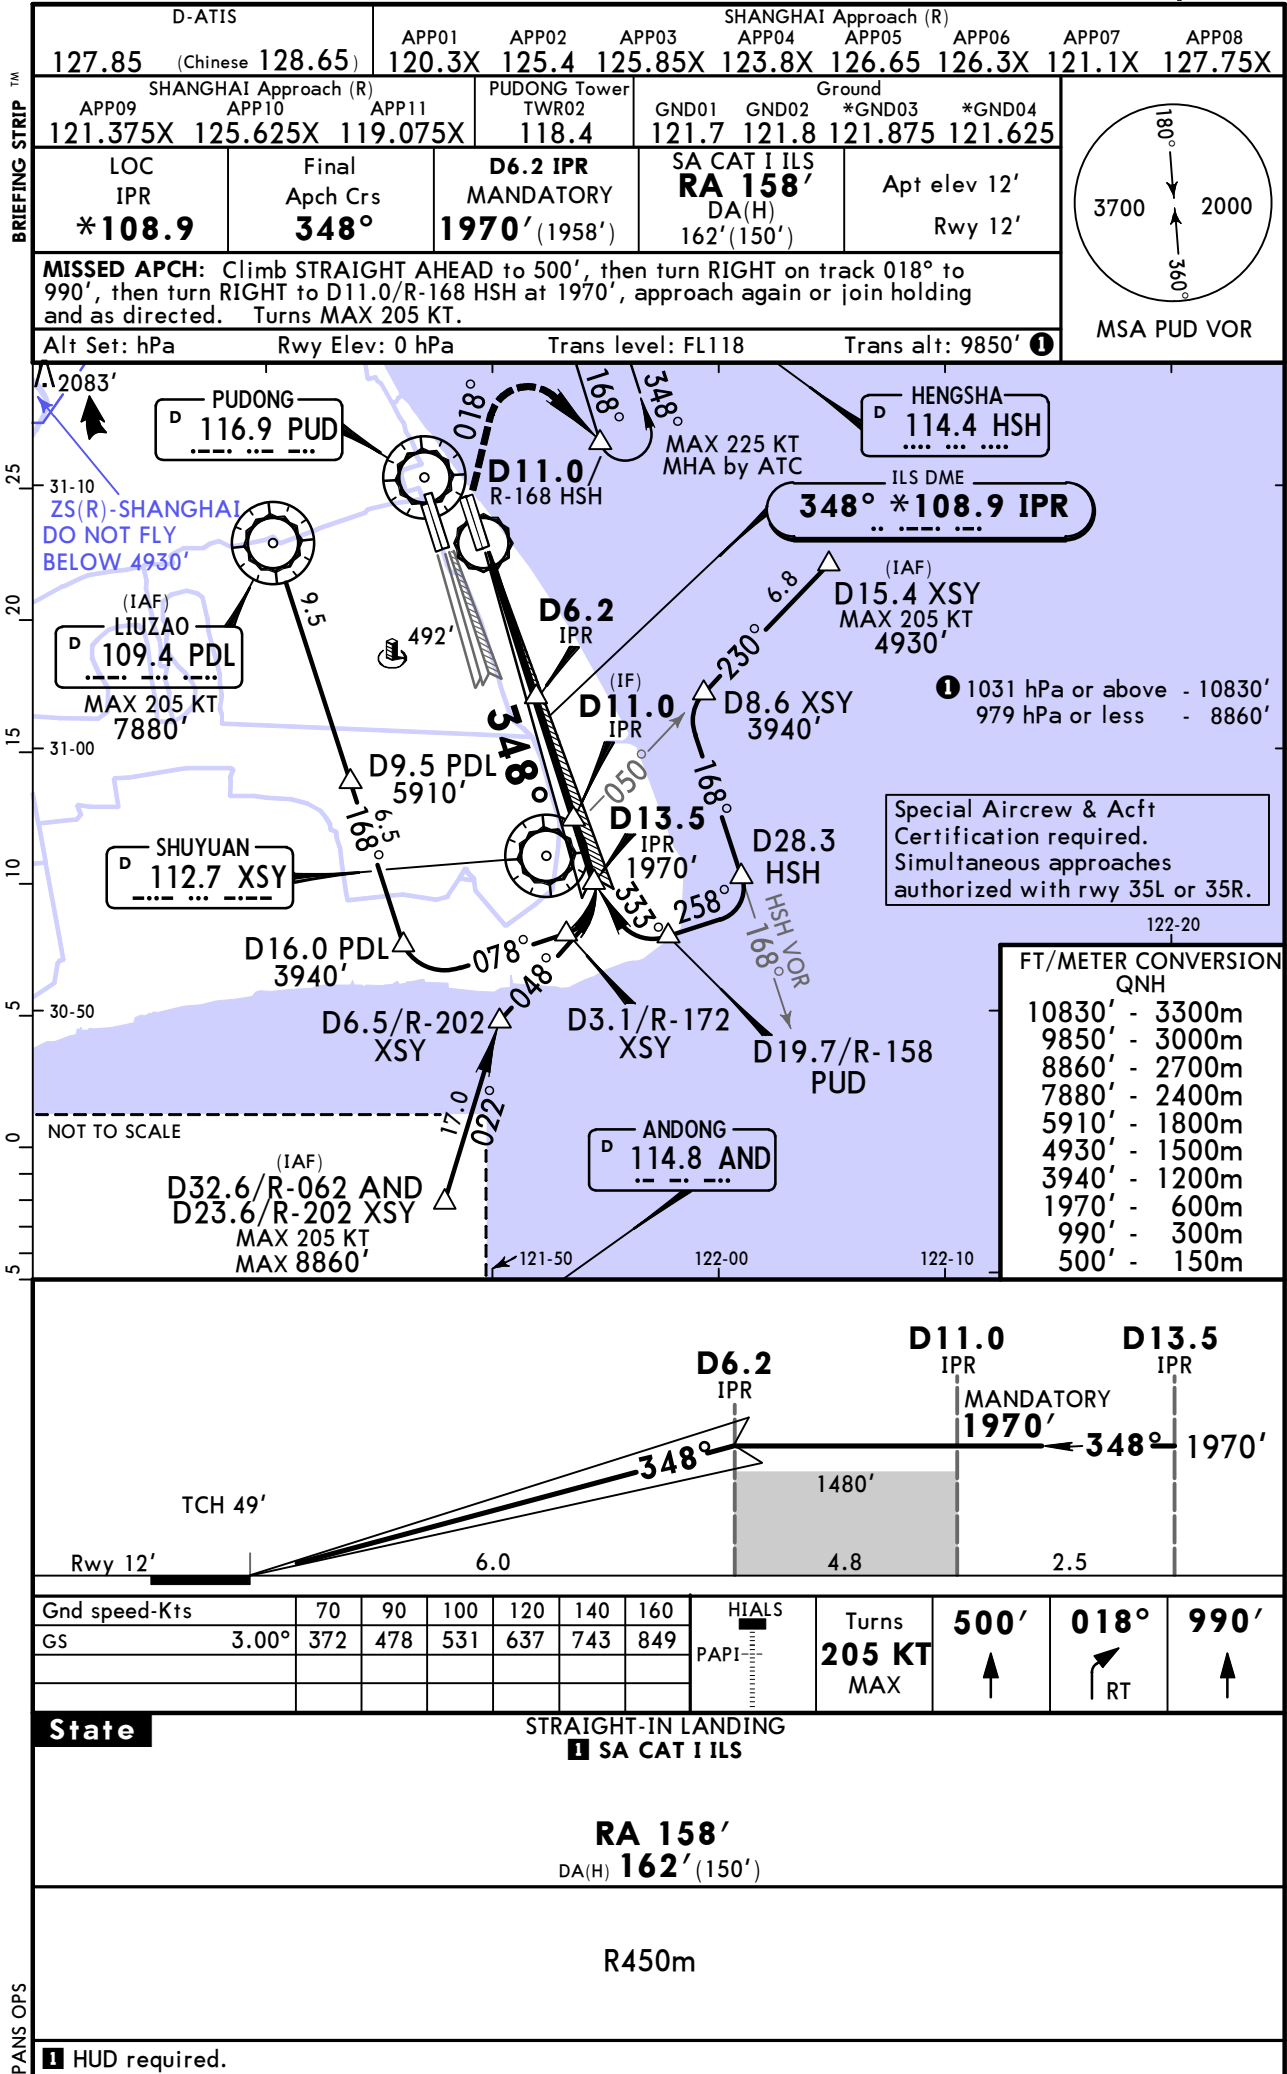 D-ATIS
127.85 (Chinese 128.65)
SHANGHAI Approach (R)
APP01 APP02 APP03 APP04 APP05 APP06 APP07 APP08
120.3X 125.4 125.85X 123.8X 126.65 126.3X 121.1X 127.75X
SHANGHAI Approach (R)
APP09 APP10 APP11
121.375X 125.625X 119.075X
PUDONG Tower
TWR02
118.4
Ground
GND01 GND02 *GND03 *GND04
121.7 121.8 121.875 121.625
BRIEFING STRIP TM
LOC
IPR
*108.9
Final
Apch Crs
348°
D6.2 IPR
MANDATORY
1970′ (1958′)
SA CAT I ILS
RA 158′
DA(H)
162′(150′)
Apt elev 12′
Rwy 12′
180°
3700 2000
360°
MSA PUD VOR
MISSED APCH: Climb STRAIGHT AHEAD to 500′, then turn RIGHT on track 018° to
990′, then turn RIGHT to D11.0/R-168 HSH at 1970′, approach again or join holding
and as directed. Turns MAX 205 KT.
Alt Set: hPa Rwy Elev: 0 hPa Trans level: FL118 Trans alt: 9850′ 1
2083′
PUDONG
D 116.9 PUD
018°
168°
348°
MAX 225 KT
MHA by ATC
D11.0/
R-168 HSH
HENGSHA
D 114.4 HSH
ILS DME
348° *108.9 IPR
25
31-10
ZS(R)-SHANGHAI
DO NOT FLY
BELOW 4930′
(IAF)
LIUZAO
D 109.4 PDL
MAX 205 KT
7880′
9.5
492′
D6.2
IPR
6.8
(IAF)
D15.4 XSY
MAX 205 KT
4930′
20
230°
(IF)
D11.0
IPR
D8.6 XSY
3940′
1 1031 hPa or above - 10830′
979 hPa or less - 8860′
348°
15
31-00
D9.5 PDL
5910′
050°
168°
6.5
168°
D13.5
IPR
1970′
D28.3
HSH
Special Aircrew & Acft
Certification required.
Simultaneous approaches
authorized with rwy 35L or 35R.
SHUYUAN
D 112.7 XSY
10
333°
258°
HSH VOR
168°
122-20
D16.0 PDL
3940′
078°
048°
5
30-50
D6.5/R-202
XSY
D3.1/R-172
XSY
D19.7/R-158
PUD
FT/METER CONVERSION
QNH
10830′ - 3300m
9850′ - 3000m
8860′ - 2700m
7880′ - 2400m
5910′ - 1800m
4930′ - 1500m
3940′ - 1200m
1970′ - 600m
990′ - 300m
500′ - 150m
17.0
022°
0
NOT TO SCALE
(IAF)
D32.6/R-062 AND
D23.6/R-202 XSY
MAX 205 KT
MAX 8860′
ANDONG
D 114.8 AND
5
121-50 122-00 122-10
D6.2
IPR
D11.0
IPR
D13.5
IPR
MANDATORY
1970′
348°
348°
1970′
1480′
TCH 49′
Rwy 12′
6.0 4.8 2.5
Gnd speed-Kts 70 90 100 120 140 160
GS 3.00° 372 478 531 637 743 849
HIALS
PAPI
Turns
205 KT
MAX
500′
018°
RT
990′
State
STRAIGHT-IN LANDING
1 SA CAT I ILS
RA 158′
DA(H) 162′ (150′)
R450m
PANS OPS
1 HUD required.